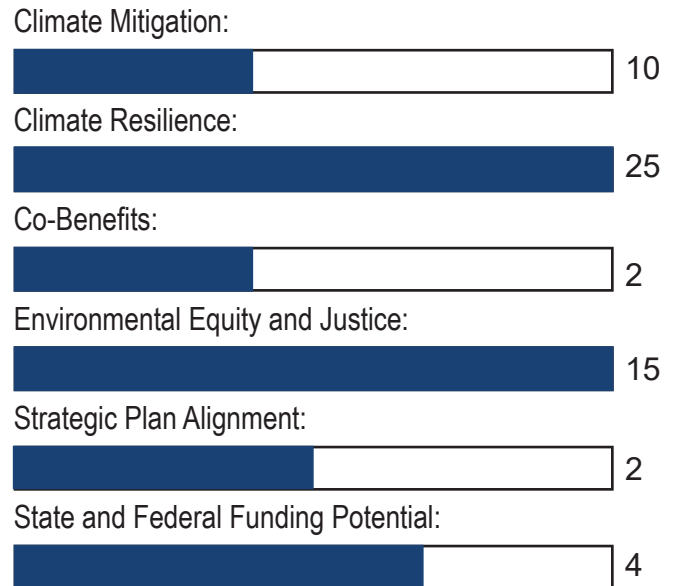 Climate Mitigation:
10
Climate Resilience:
25
Co-Benefits:
2
Environmental Equity and Justice:
15
Strategic Plan Alignment:
2
State and Federal Funding Potential:
4